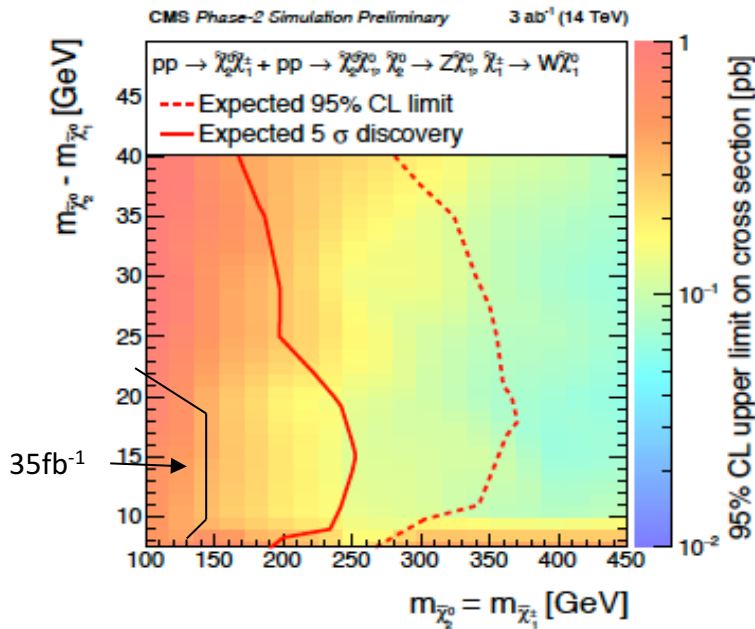 CMS Phase-2 Simulation Preliminary 3 ab⁻¹ (14 TeV)
pp → χ̃₂⁰χ̃₁± + pp → χ̃₂⁰χ̃₁⁰, χ̃₂⁰ → Zχ̃₁⁰, χ̃₁± → Wχ̃₁⁰
Expected 95% CL limit
Expected 5 σ discovery
m_χ̃₂⁰ - m_χ̃₁⁰ [GeV]
45
40
35
30
25
20
15
10
35fb⁻¹
100 150 200 250 300 350 400 450
m_χ̃₂⁰ = m_χ̃₁± [GeV]
1
10⁻¹
10⁻²
95% CL upper limit on cross section [pb]